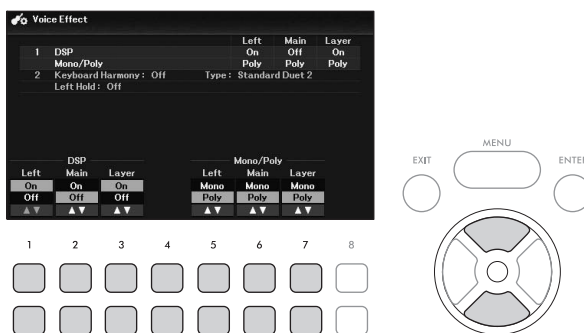 Voice Effect
Left Main Layer
1 DSP On Off On
Mono/Poly Poly Poly Poly
2 Keyboard Harmony : Off Type : Standard Duet 2
Left Hold : Off
DSP Mono/Poly
Left Main Layer Left Main Layer
On On On Mono Mono Mono
Off Off Off Poly Poly Poly
▲▼ ▲▼ ▲▼ ▲▼ ▲▼ ▲▼
1 2 3 4 5 6 7 8
MENU
EXIT ENTER